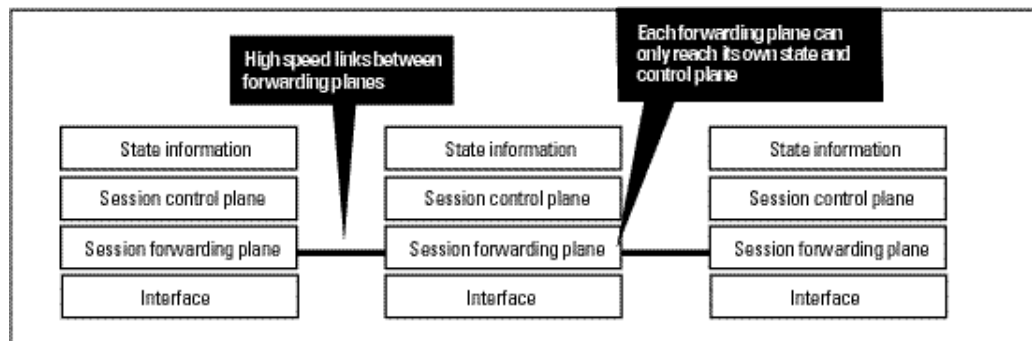 High speed links between
forwarding planes
Each forwarding plane can
only reach its own state and
control plane
State information
State information
State information
Session control plane
Session control plane
Session control plane
Session forwarding plane
Session forwarding plane
Session forwarding plane
Interface
Interface
Interface